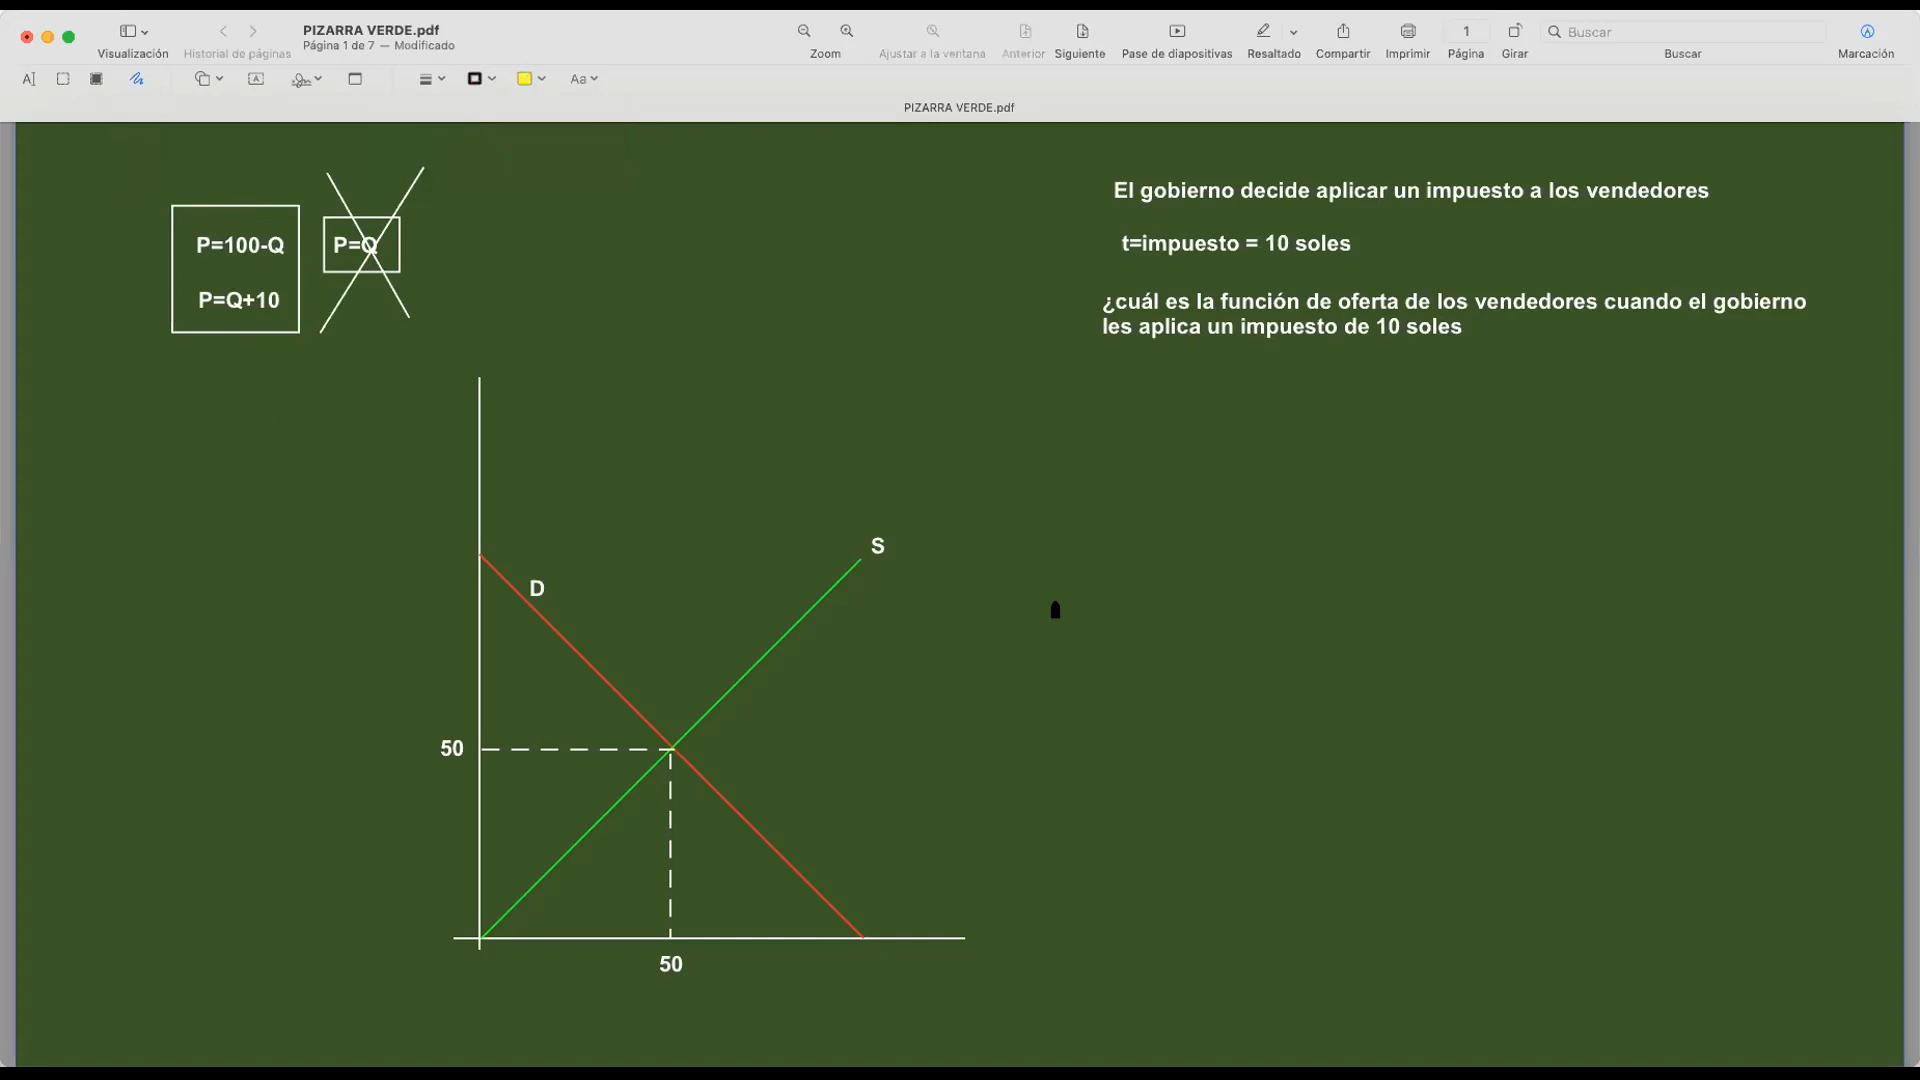 PIZARRA VERDE.pdf
Página 1 de 7 — Modificado
Visualización
Historial de páginas
Zoom
Ajustar a la ventana
Anterior
Siguiente
Pase de diapositivas
Resaltado
Compartir
Imprimir
1
Página
Girar
Buscar
Buscar
Marcación
Aa
PIZARRA VERDE.pdf
P=100-Q
P=Q
P=Q+10
El gobierno decide aplicar un impuesto a los vendedores
t=impuesto = 10 soles
¿cuál es la función de oferta de los vendedores cuando el gobierno
les aplica un impuesto de 10 soles
S
D
50
50